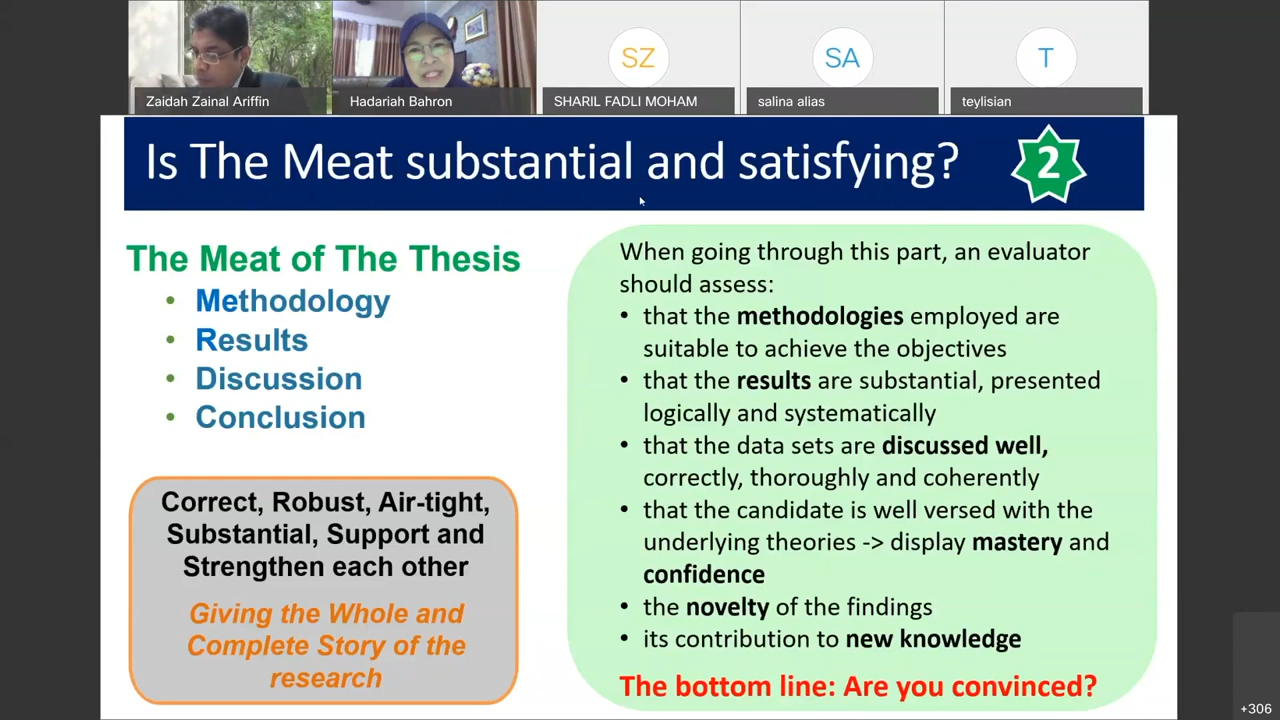 SZ
SA
T
Zaidah Zainal Ariffin
Hadariah Bahron
SHARIL FADLI MOHAM
salina alias
teylisian
Is The Meat substantial and satisfying?
2
The Meat of The Thesis
• Methodology
• Results
• Discussion
• Conclusion
Correct, Robust, Air-tight,
Substantial, Support and
Strengthen each other
Giving the Whole and
Complete Story of the
research
When going through this part, an evaluator
should assess:
• that the methodologies employed are
suitable to achieve the objectives
• that the results are substantial, presented
logically and systematically
• that the data sets are discussed well,
correctly, thoroughly and coherently
• that the candidate is well versed with the
underlying theories -> display mastery and
confidence
• the novelty of the findings
• its contribution to new knowledge
The bottom line: Are you convinced?
+306